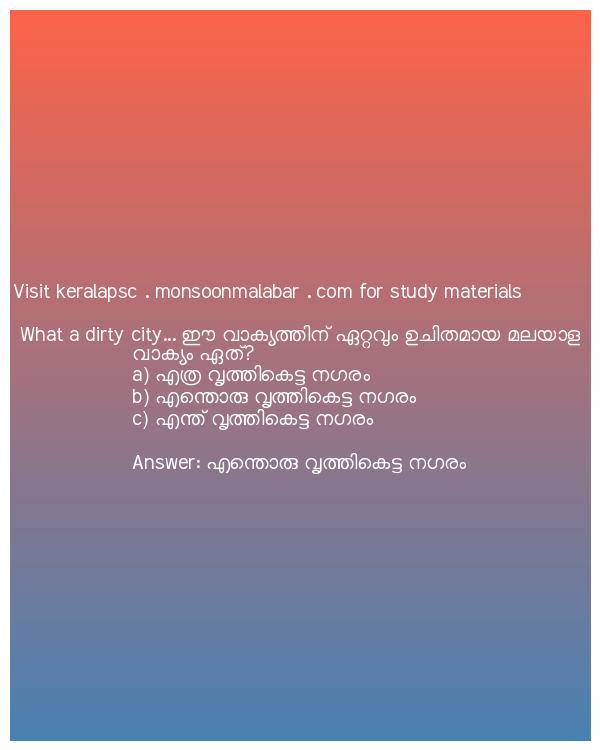 Visit keralapsc . monsoonmalabar . com for study materials
What a dirty city... ഈ വാക്യത്തിന് ഏറ്റവും ഉചിതമായ മലയാള
വാക്യം ഏത്?
a) എത്ര വൃത്തികെട്ട നഗരം
b) എന്തൊരു വൃത്തികെട്ട നഗരം
c) എന്ത് വൃത്തികെട്ട നഗരം
Answer: എന്തൊരു വൃത്തികെട്ട നഗരം